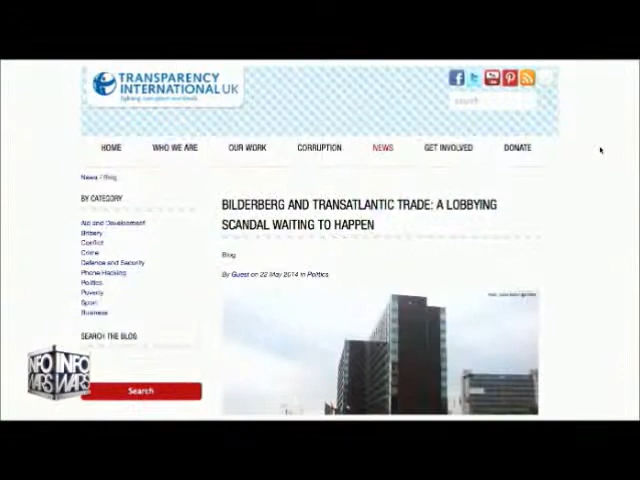 TRANSPARENCY
INTERNATIONAL UK
HOME WHO WE ARE OUR WORK CORRUPTION NEWS GET INVOLVED DONATE
News / Blog
BY CATEGORY
Aid and Development
Bribery
Conflict
Crime
Defence and Security
Phone Hacking
Politics
Poverty
Sport
Business
SEARCH THE BLOG
Search
BILDERBERG AND TRANSATLANTIC TRADE: A LOBBYING
SCANDAL WAITING TO HAPPEN
Blog
By Guest on 22 May 2014 in Politics
INFO INFO
WARS WARS